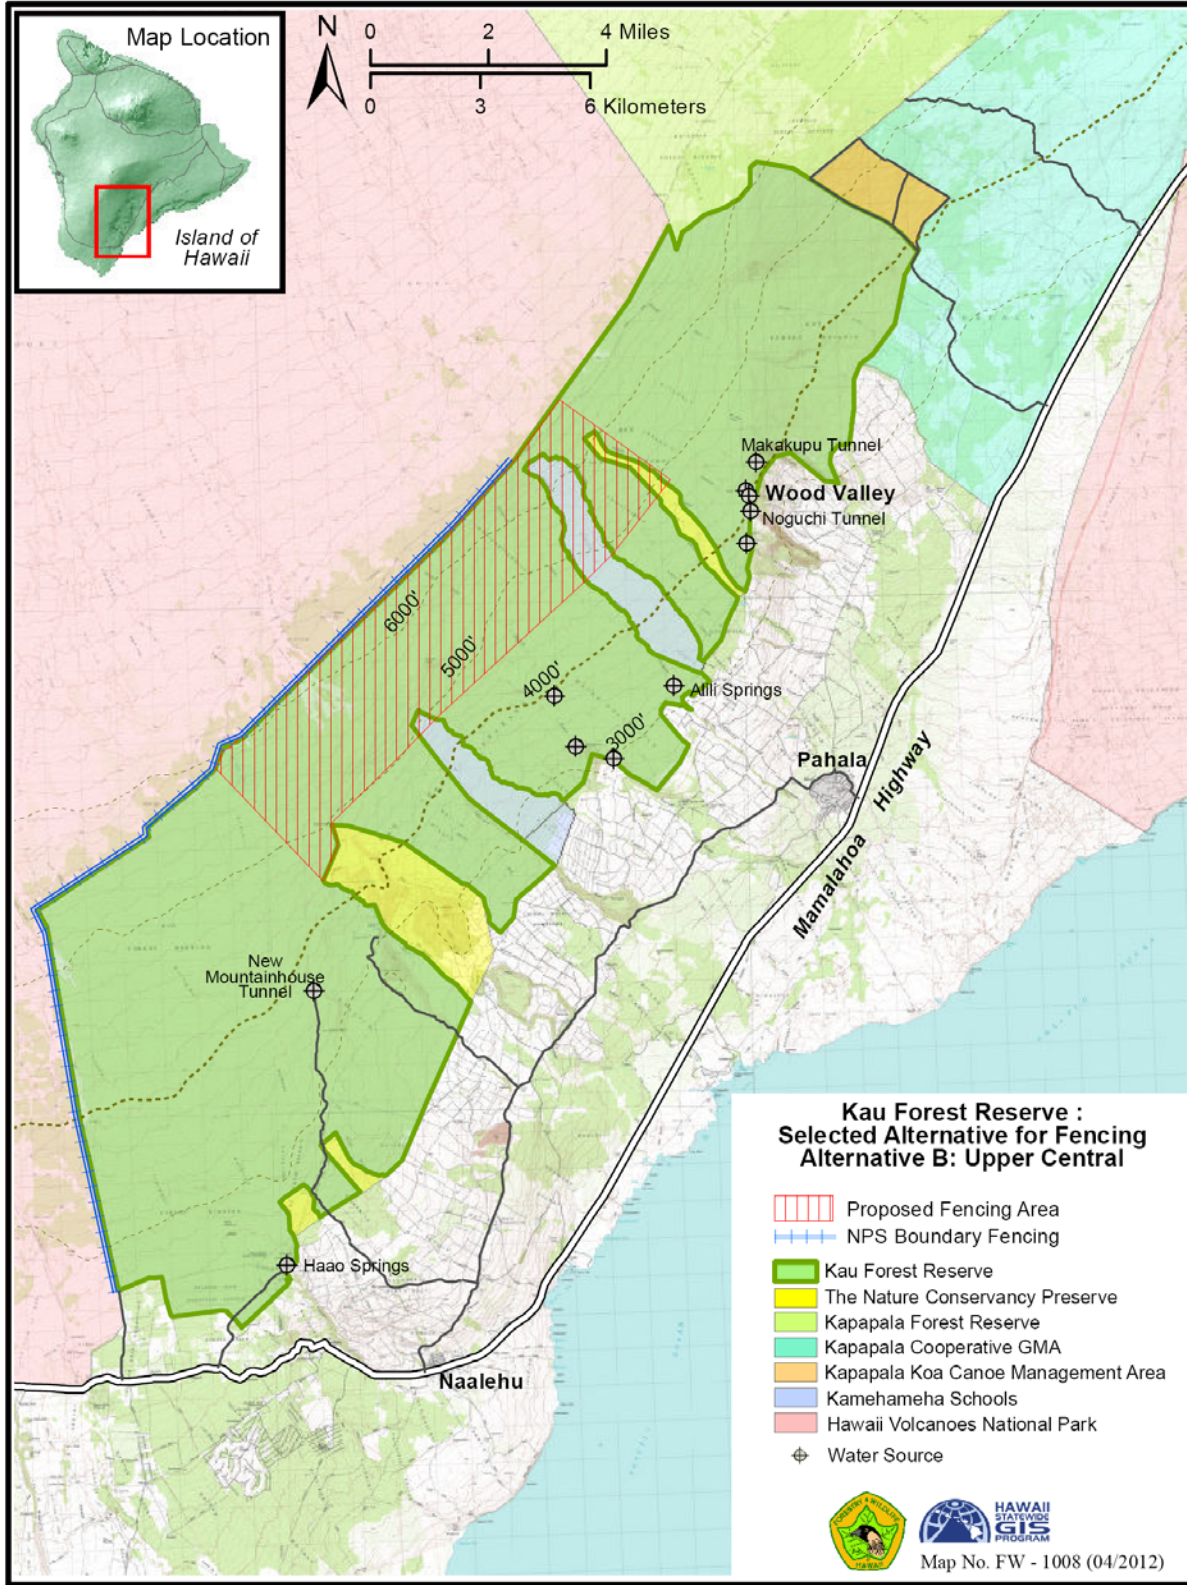 Map Location
Island of
Hawaii
N
0 2 4 Miles
0 3 6 Kilometers
Makakupu Tunnel
Wood Valley
Noguchi Tunnel
6000'
5000'
4000'
Alili Springs
3000'
Pahala
Mamalahoa Highway
New
Mountainhouse
Tunnel
Haao Springs
Naalehu
Kau Forest Reserve :
Selected Alternative for Fencing
Alternative B: Upper Central
Proposed Fencing Area
NPS Boundary Fencing
Kau Forest Reserve
The Nature Conservancy Preserve
Kapapala Forest Reserve
Kapapala Cooperative GMA
Kapapala Koa Canoe Management Area
Kamehameha Schools
Hawaii Volcanoes National Park
Water Source
FORESTRY & WILDLIFE
HAWAII
HAWAII
STATEWIDE
GIS
PROGRAM
Map No. FW - 1008 (04/2012)